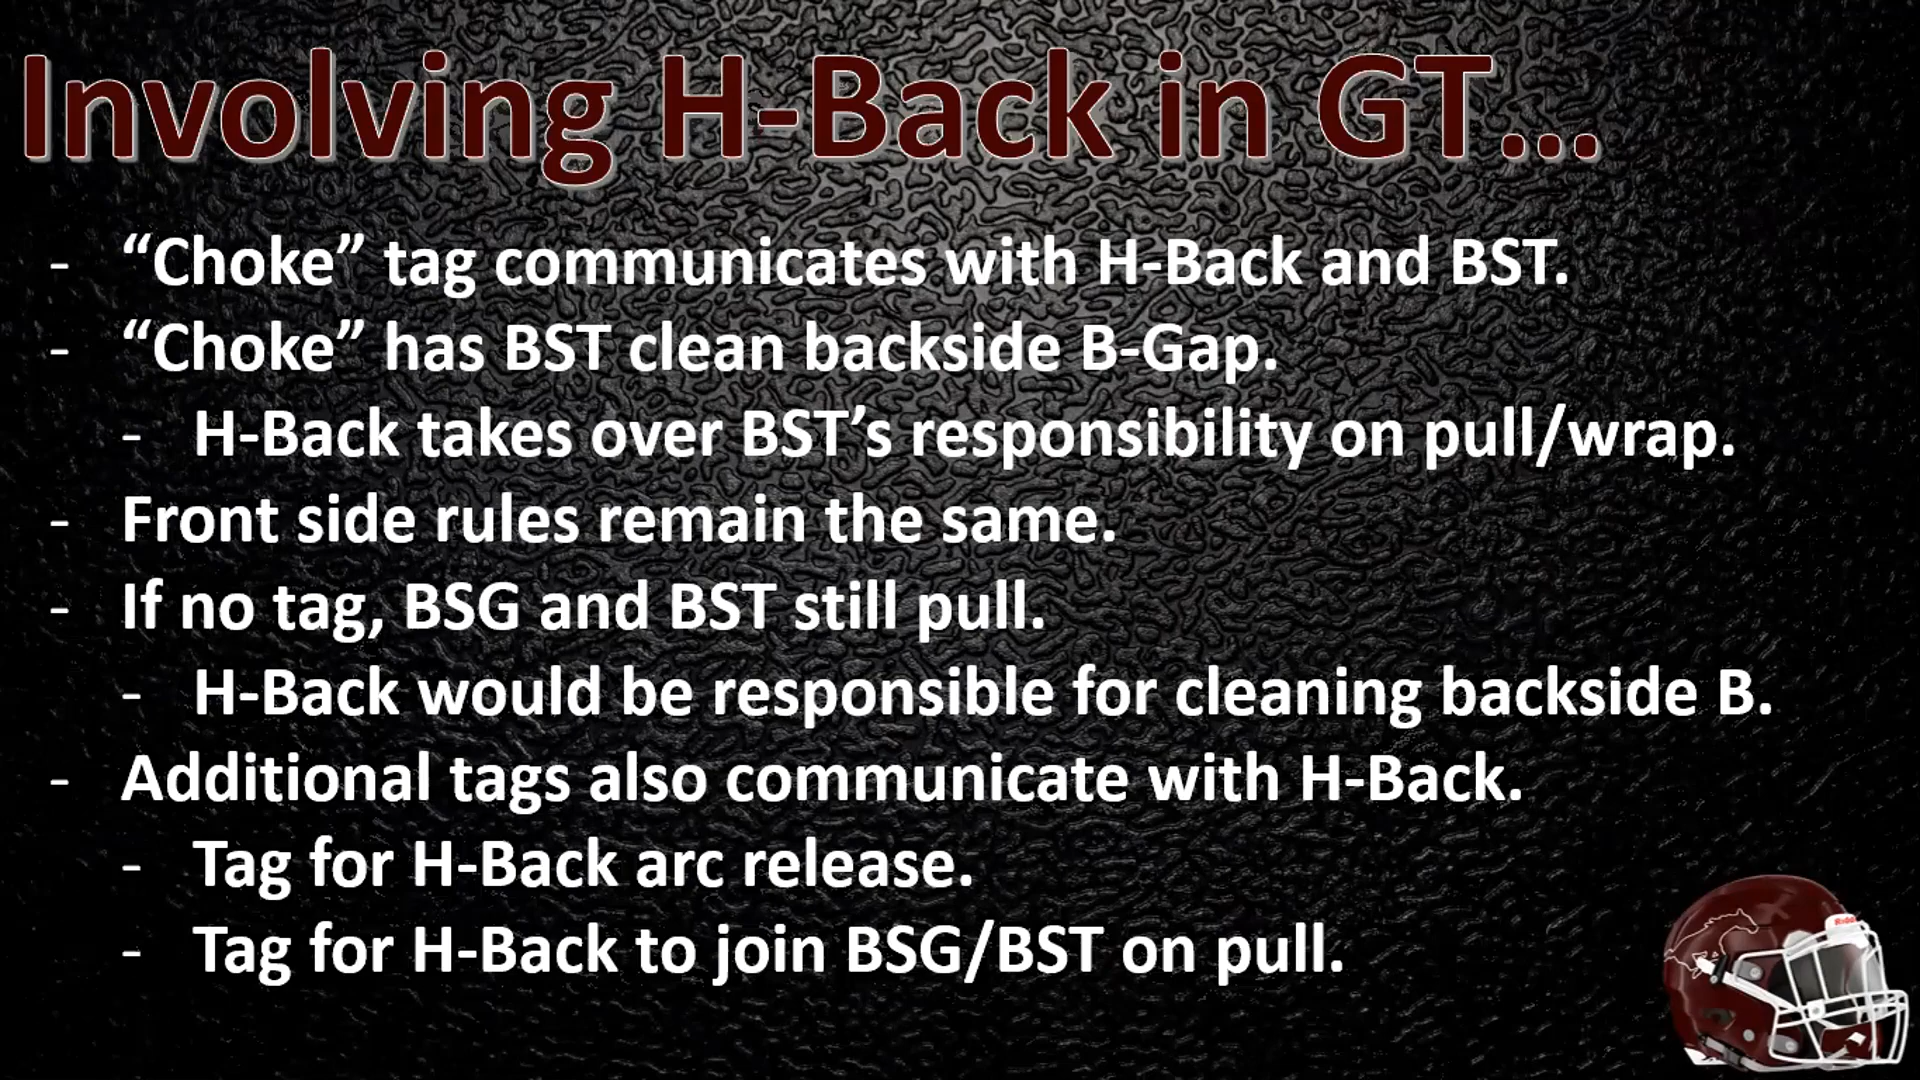 Involving H-Back in GT...
- “Choke” tag communicates with H-Back and BST.
- “Choke” has BST clean backside B-Gap.
- H-Back takes over BST’s responsibility on pull/wrap.
- Front side rules remain the same.
- If no tag, BSG and BST still pull.
- H-Back would be responsible for cleaning backside B.
- Additional tags also communicate with H-Back.
- Tag for H-Back arc release.
- Tag for H-Back to join BSG/BST on pull.